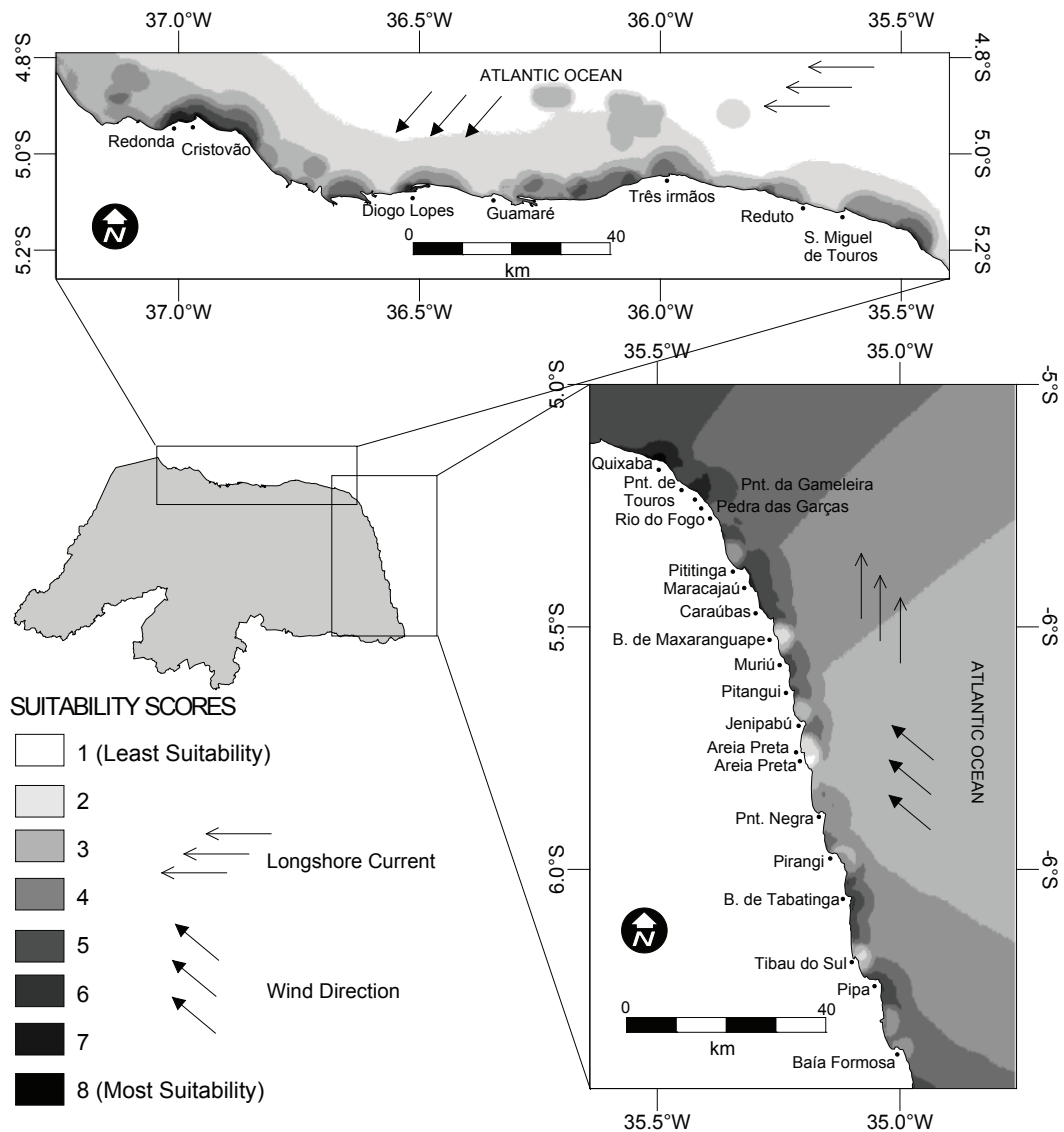 37.0°W 36.5°W 36.0°W 35.5°W
4.8°S 4.8°S
ATLANTIC OCEAN
5.0°S 5.0°S
Redonda
Cristovão
Diogo Lopes
Guamaré
Três irmãos
Reduto
S. Miguel
de Touros
N
0 40
km
5.2°S 5.2°S
37.0°W 36.5°W 36.0°W 35.5°W
35.5°W 35.0°W
5.0°S -5°S
Quixaba
Pnt. de
Touros
Pnt. da Gameleira
Pedra das Garças
Rio do Fogo
Pititinga
Maracajaú
Caraúbas
5.5°S -6°S
B. de Maxaranguape
Muriú
Pitangui
ATLANTIC OCEAN
Jenipabú
Areia Preta
Areia Preta
Pnt. Negra
Pirangi
6.0°S -6°S
B. de Tabatinga
N
Tibau do Sul
Pipa
0 40
km
Baía Formosa
35.5°W 35.0°W
SUITABILITY SCORES
1 (Least Suitability)
2
3
4
5
6
7
8 (Most Suitability)
Longshore Current
Wind Direction